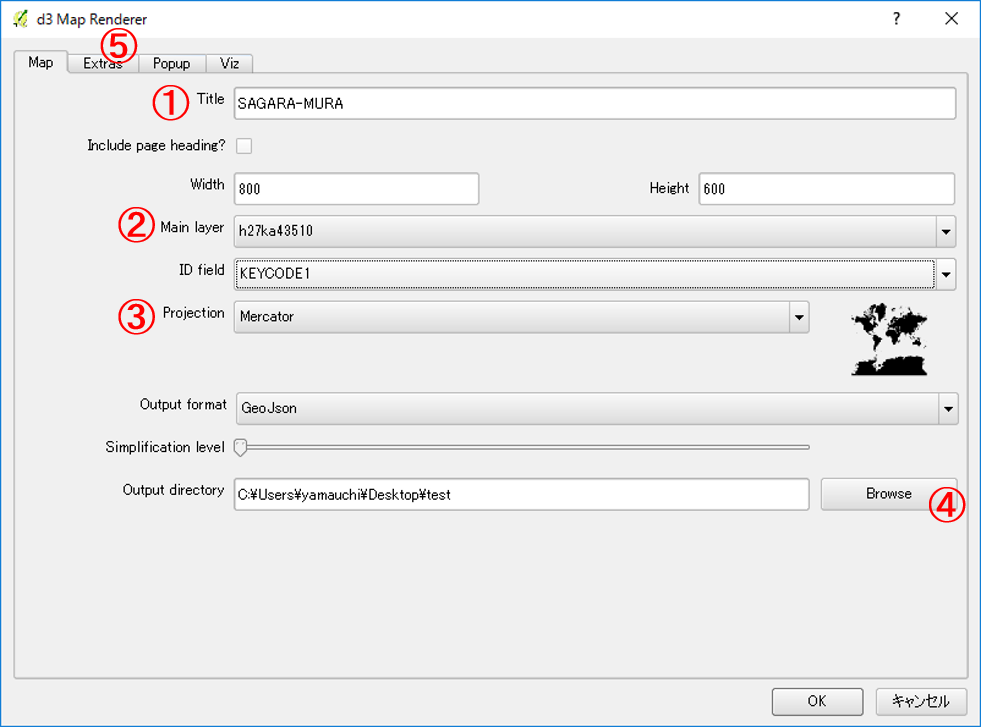 d3 Map Renderer ?
⑤
Map Extras Popup Viz
① Title SAGARA-MURA
Include page heading?
Width 800 Height 600
② Main layer h27ka43510
ID field KEYCODE1
③ Projection Mercator
Output format GeoJson
Simplification level
Output directory C:¥Users¥yamauchi¥Desktop¥test Browse
④
OK キャンセル